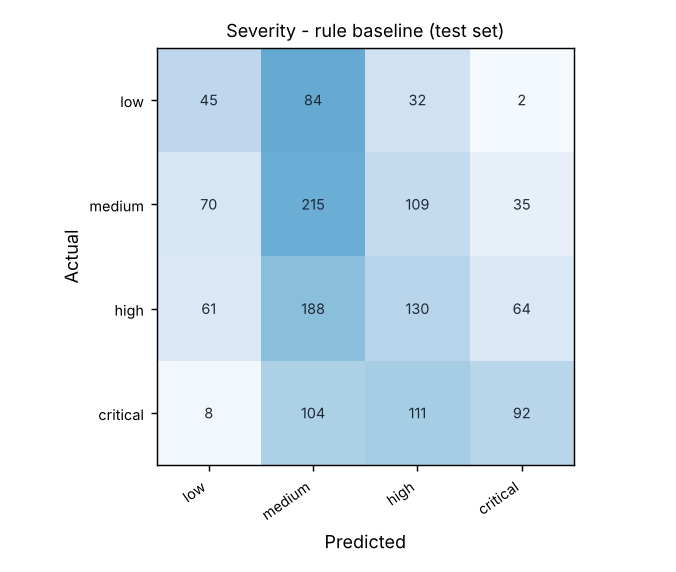 Severity - rule baseline (test set)
low 45 84 32 2
medium 70 215 109 35
high 61 188 130 64
critical 8 104 111 92
low medium high critical
Actual
Predicted